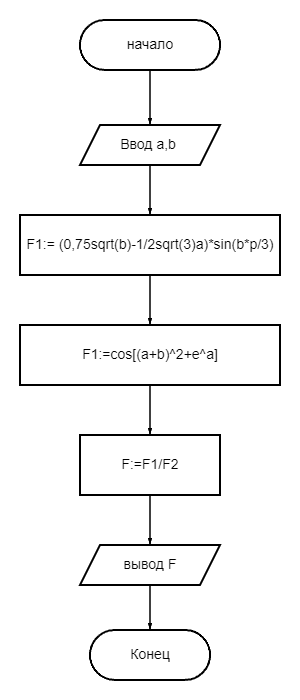 начало
Ввод a,b
F1:= (0,75sqrt(b)-1/2sqrt(3)a)*sin(b*p/3)
F1:=cos[(a+b)^2+e^a]
F:=F1/F2
вывод F
Конец